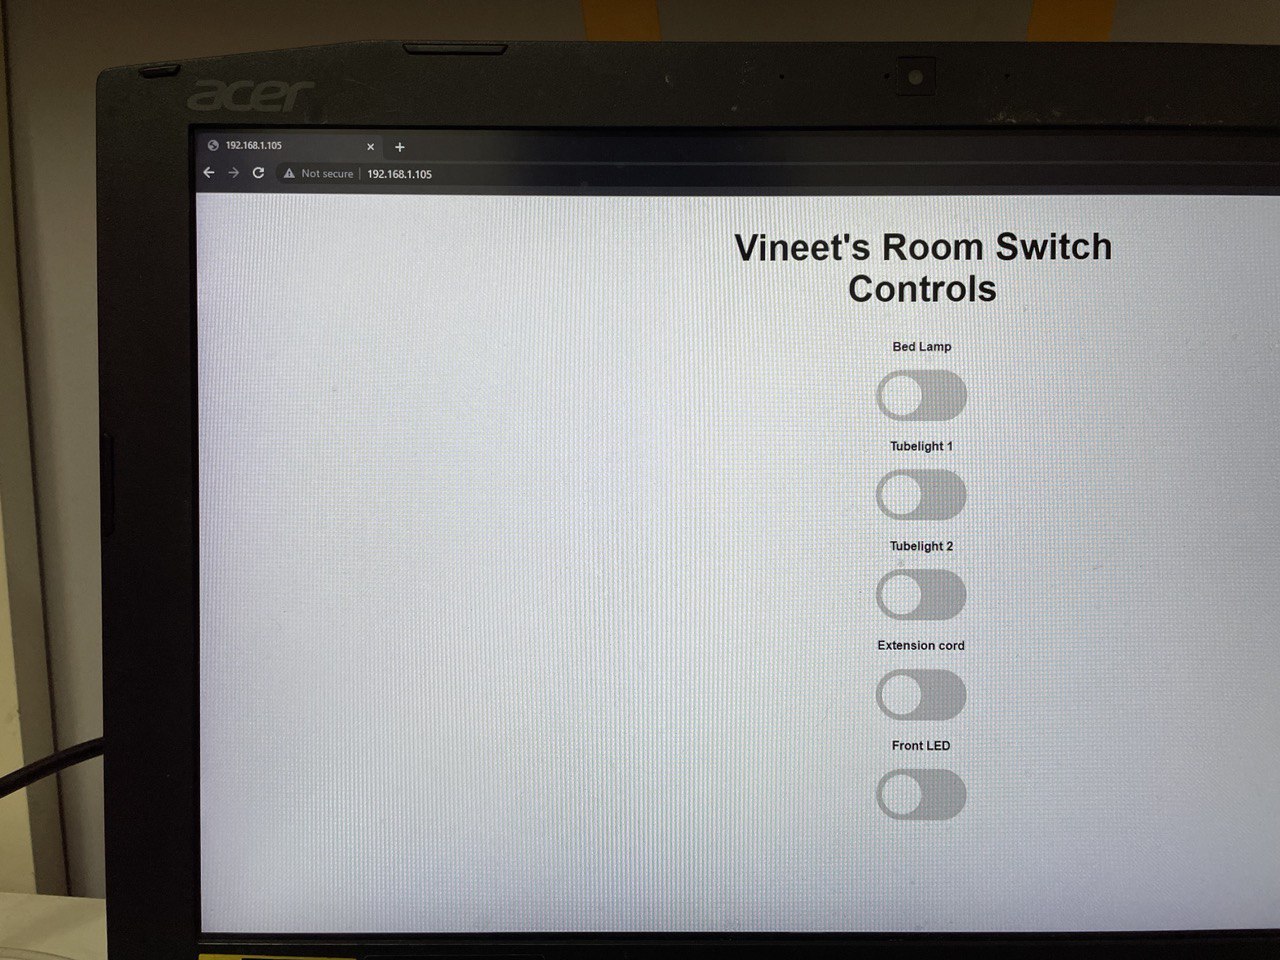 acer
192.168.1.105
Not secure 192.168.1.105
Vineet's Room Switch
Controls
Bed Lamp
Tubelight 1
Tubelight 2
Extension cord
Front LED